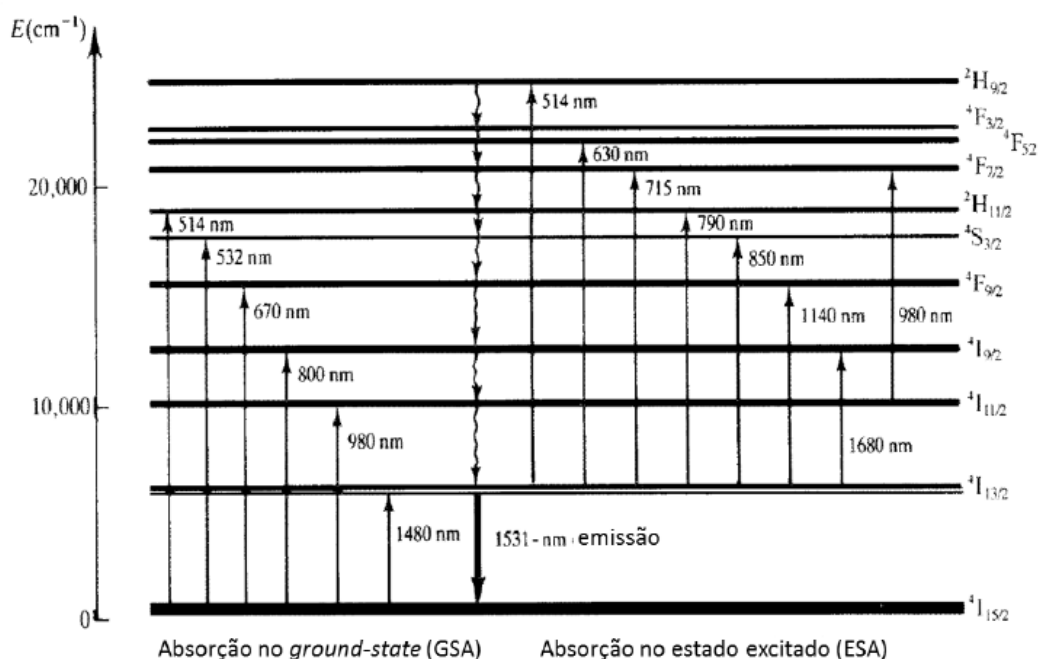 E(cm⁻¹)
²H₉/₂
514 nm
⁴F₃/₂
⁴F₅₂
630 nm
⁴F₇/₂
20,000
715 nm
²H₁₁/₂
514 nm
790 nm
⁴S₃/₂
532 nm
850 nm
⁴F₉/₂
670 nm
1140 nm
980 nm
⁴I₉/₂
800 nm
10,000
⁴I₁₁/₂
980 nm
1680 nm
⁴I₁₃/₂
1480 nm
1531-nm emissão
0
⁴I₁₅/₂
Absorção no ground-state (GSA)
Absorção no estado excitado (ESA)